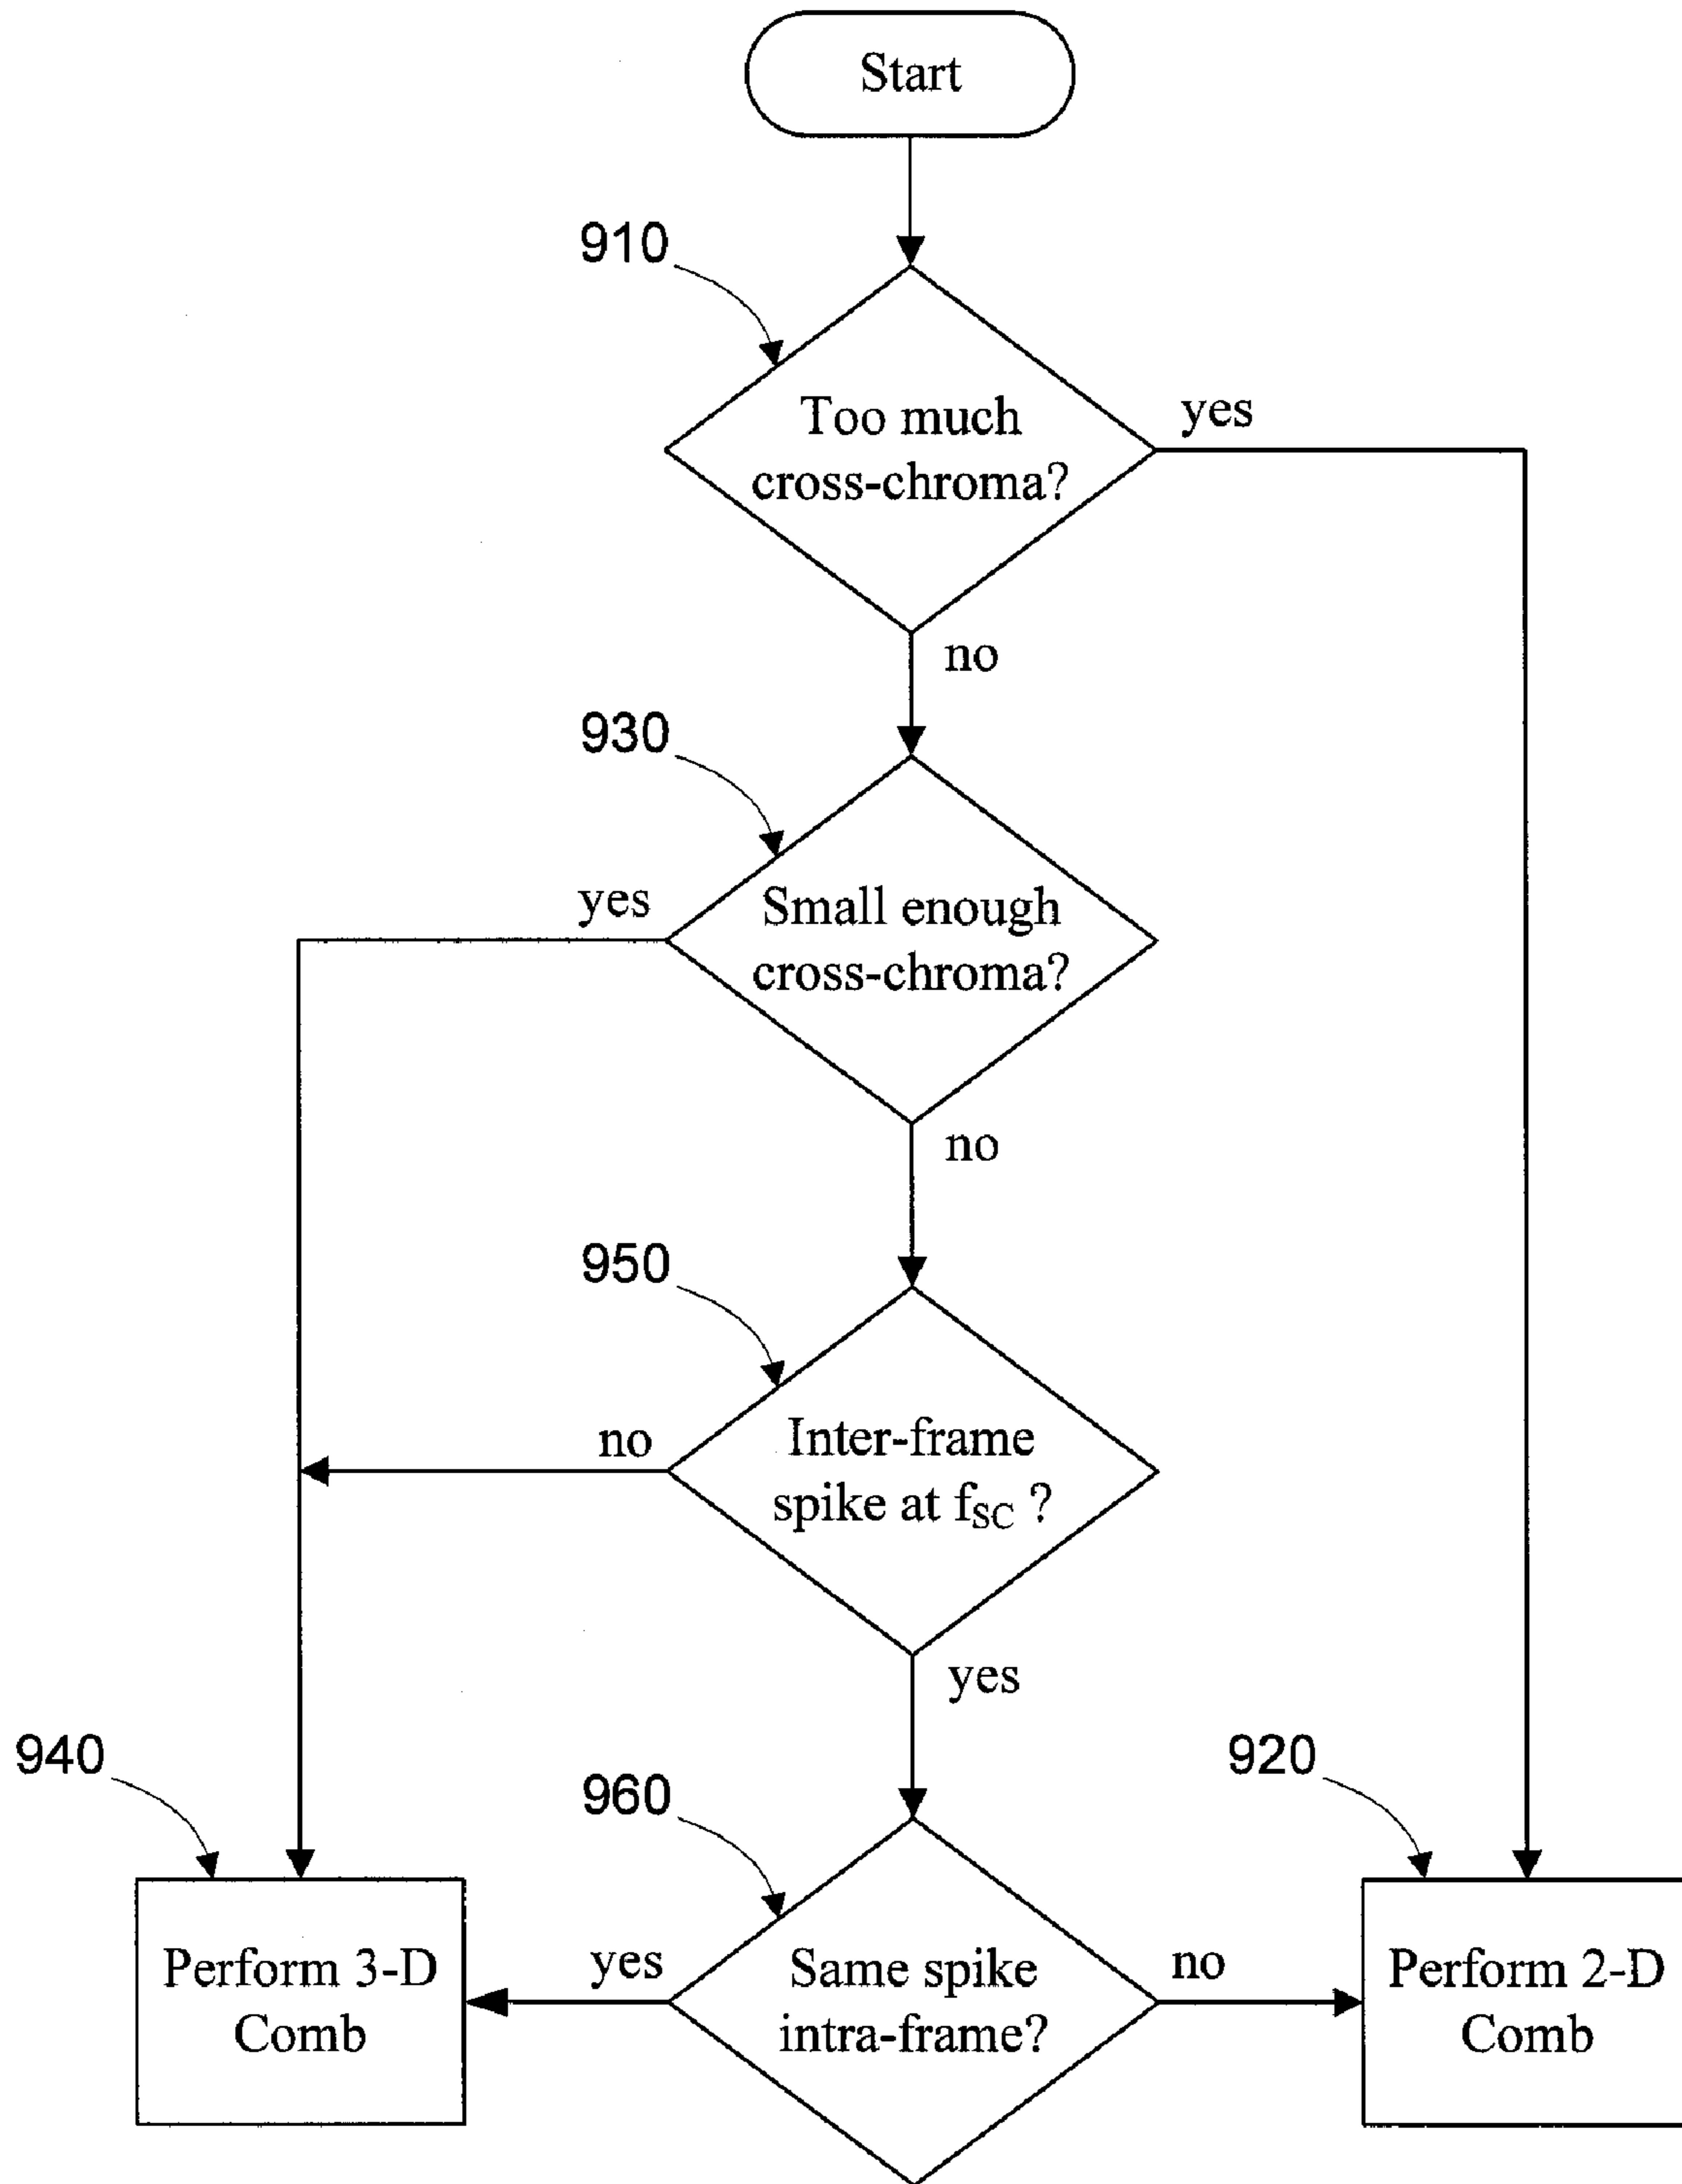 Start
910
Too much
cross-chroma?
yes
no
930
yes
Small enough
cross-chroma?
no
950
no
Inter-frame
spike at fSC ?
yes
940
960
920
Perform 3-D
Comb
yes
Same spike
intra-frame?
no
Perform 2-D
Comb